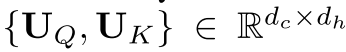 {U_Q, U_K} ∈ ℝ^{d_c×d_h}